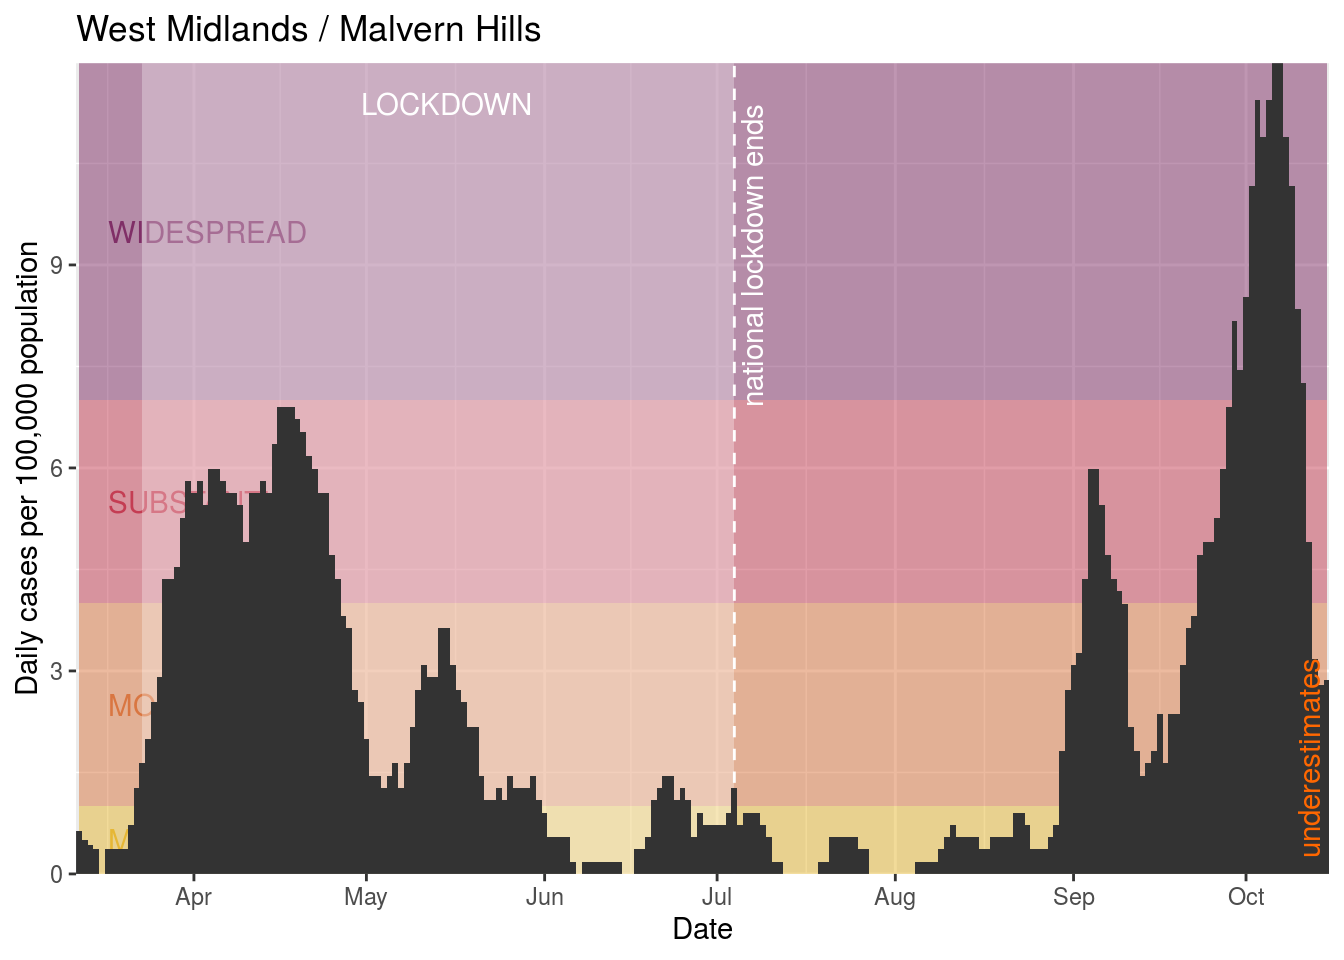 West Midlands / Malvern Hills
LOCKDOWN
national lockdown ends
WIDESPREAD
Daily cases per 100,000 population
9
6
3
0
underestimates
Apr
May
Jun
Jul
Aug
Sep
Oct
Date